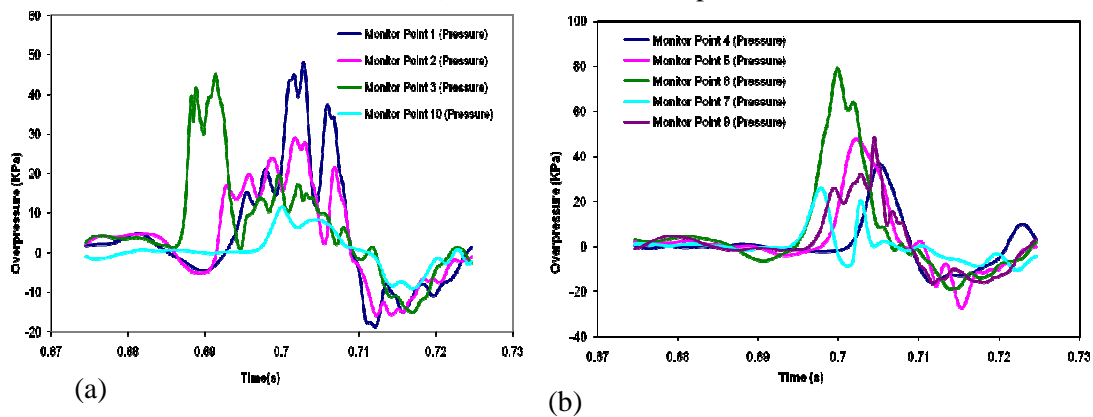 60
50
40
30
20
10
0
-10
-20
0.67
0.68
0.69
0.7
0.71
0.72
0.73
Overpressure (KPa)
Time(s)
Monitor Point 1 (Pressure)
Monitor Point 2 (Pressure)
Monitor Point 3 (Pressure)
Monitor Point 10 (Pressure)
(a)
100
80
60
40
20
0
-20
-40
0.67
0.68
0.69
0.7
0.71
0.72
0.73
Overpressure (KPa)
Time (s)
Monitor Point 4 (Pressure)
Monitor Point 5 (Pressure)
Monitor Point 6 (Pressure)
Monitor Point 7 (Pressure)
Monitor Point 9 (Pressure)
(b)